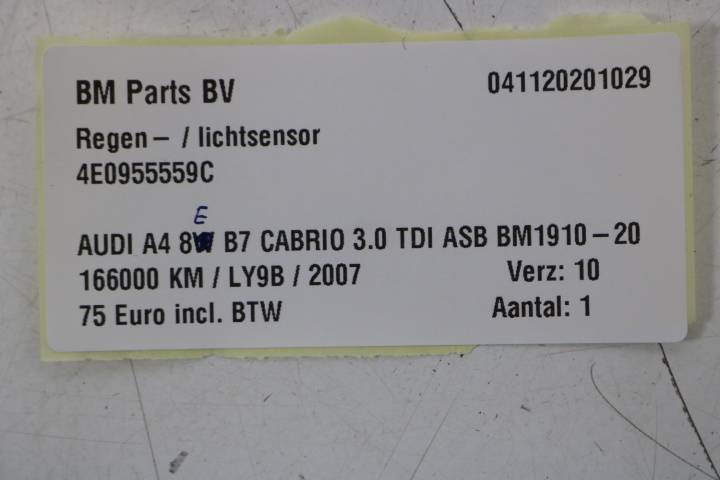 BM Parts BV 041120201029
Regen- / lichtsensor
4E0955559C
E
AUDI A4 8W B7 CABRIO 3.0 TDI ASB BM1910-20
166000 KM / LY9B / 2007 Verz: 10
75 Euro incl. BTW Aantal: 1